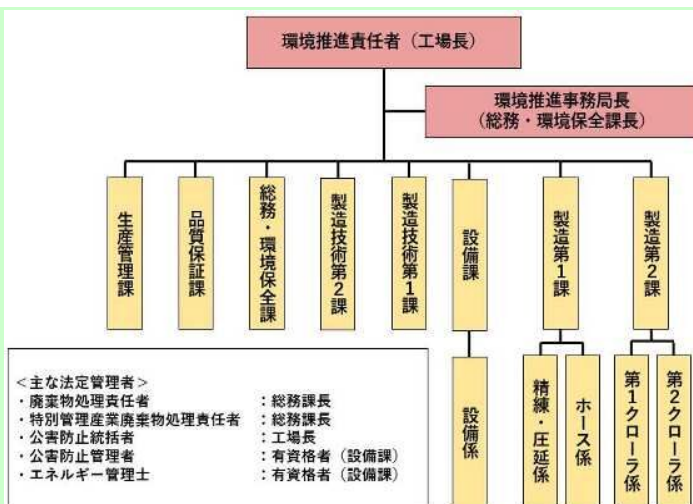 環境推進責任者（工場長）
環境推進事務局長
（総務・環境保全課長）
生産管理課
品質保証課
総務・環境保全課
製造技術第2課
製造技術第1課
設備課
製造第1課
製造第2課
設備係
精練・圧延係
ホース係
第1クローラ係
第2クローラ係
＜主な法定管理者＞
・廃棄物処理責任者　：総務課長
・特別管理産業廃棄物処理責任者　：総務課長
・公害防止統括者　：工場長
・公害防止管理者　：有資格者（設備課）
・エネルギー管理士　：有資格者（設備課）